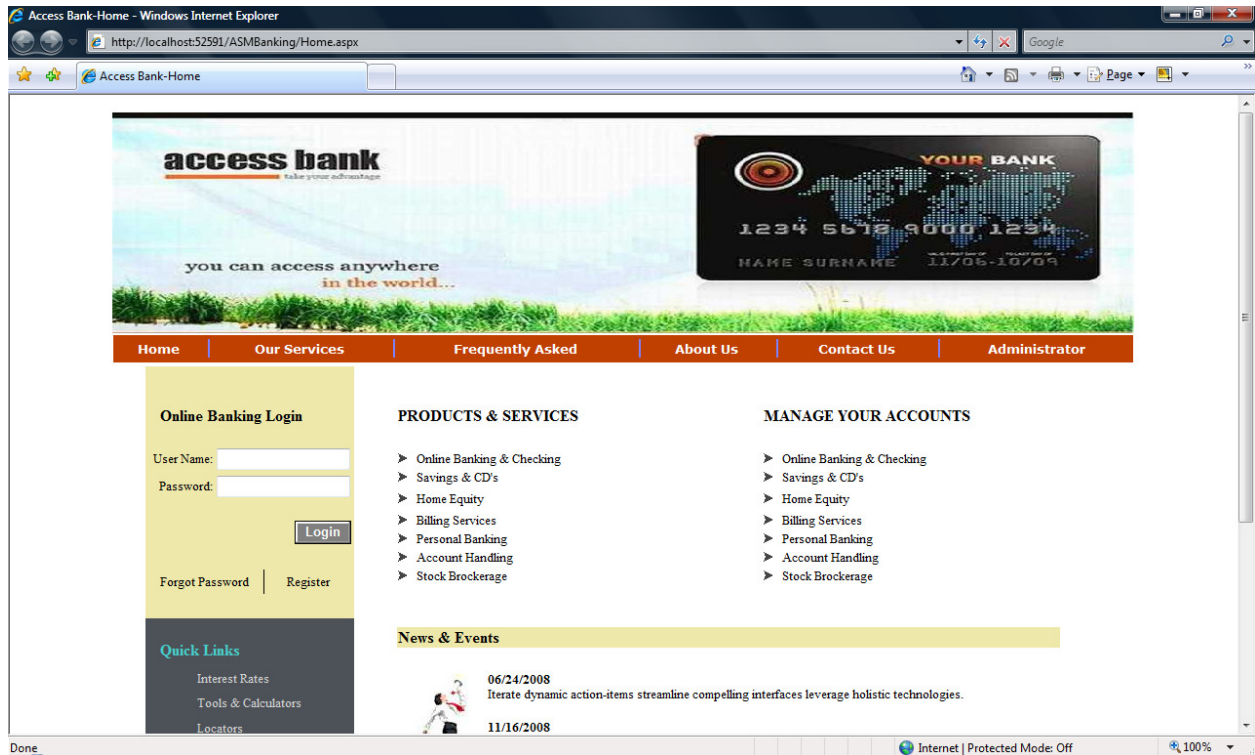 Access Bank-Home - Windows Internet Explorer
http://localhost:52591/ASMBanking/Home.aspx
Google
Access Bank-Home
Page
access bank
take your advantage
you can access anywhere
in the world...
YOUR BANK
1234 5678 9000 1234
NAME SURNAME 11/06-10/09
Home Our Services Frequently Asked About Us Contact Us Administrator
Online Banking Login
User Name:
Password:
Login
Forgot Password Register
Quick Links
Interest Rates
Tools & Calculators
Locators
PRODUCTS & SERVICES
Online Banking & Checking
Savings & CD's
Home Equity
Billing Services
Personal Banking
Account Handling
Stock Brokerage
MANAGE YOUR ACCOUNTS
Online Banking & Checking
Savings & CD's
Home Equity
Billing Services
Personal Banking
Account Handling
Stock Brokerage
News & Events
06/24/2008
Iterate dynamic action-items streamline compelling interfaces leverage holistic technologies.
11/16/2008
Done
Internet | Protected Mode: Off
100%